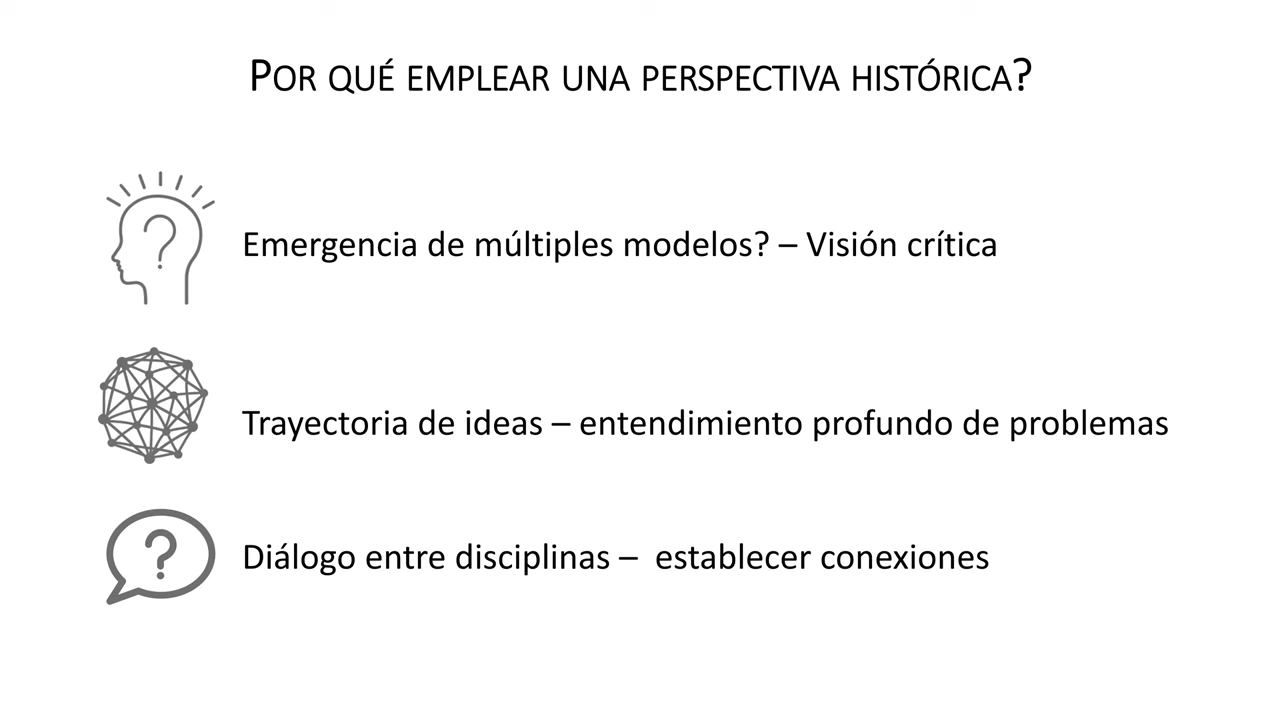 POR QUÉ EMPLEAR UNA PERSPECTIVA HISTÓRICA?
Emergencia de múltiples modelos? – Visión crítica
Trayectoria de ideas – entendimiento profundo de problemas
Diálogo entre disciplinas – establecer conexiones